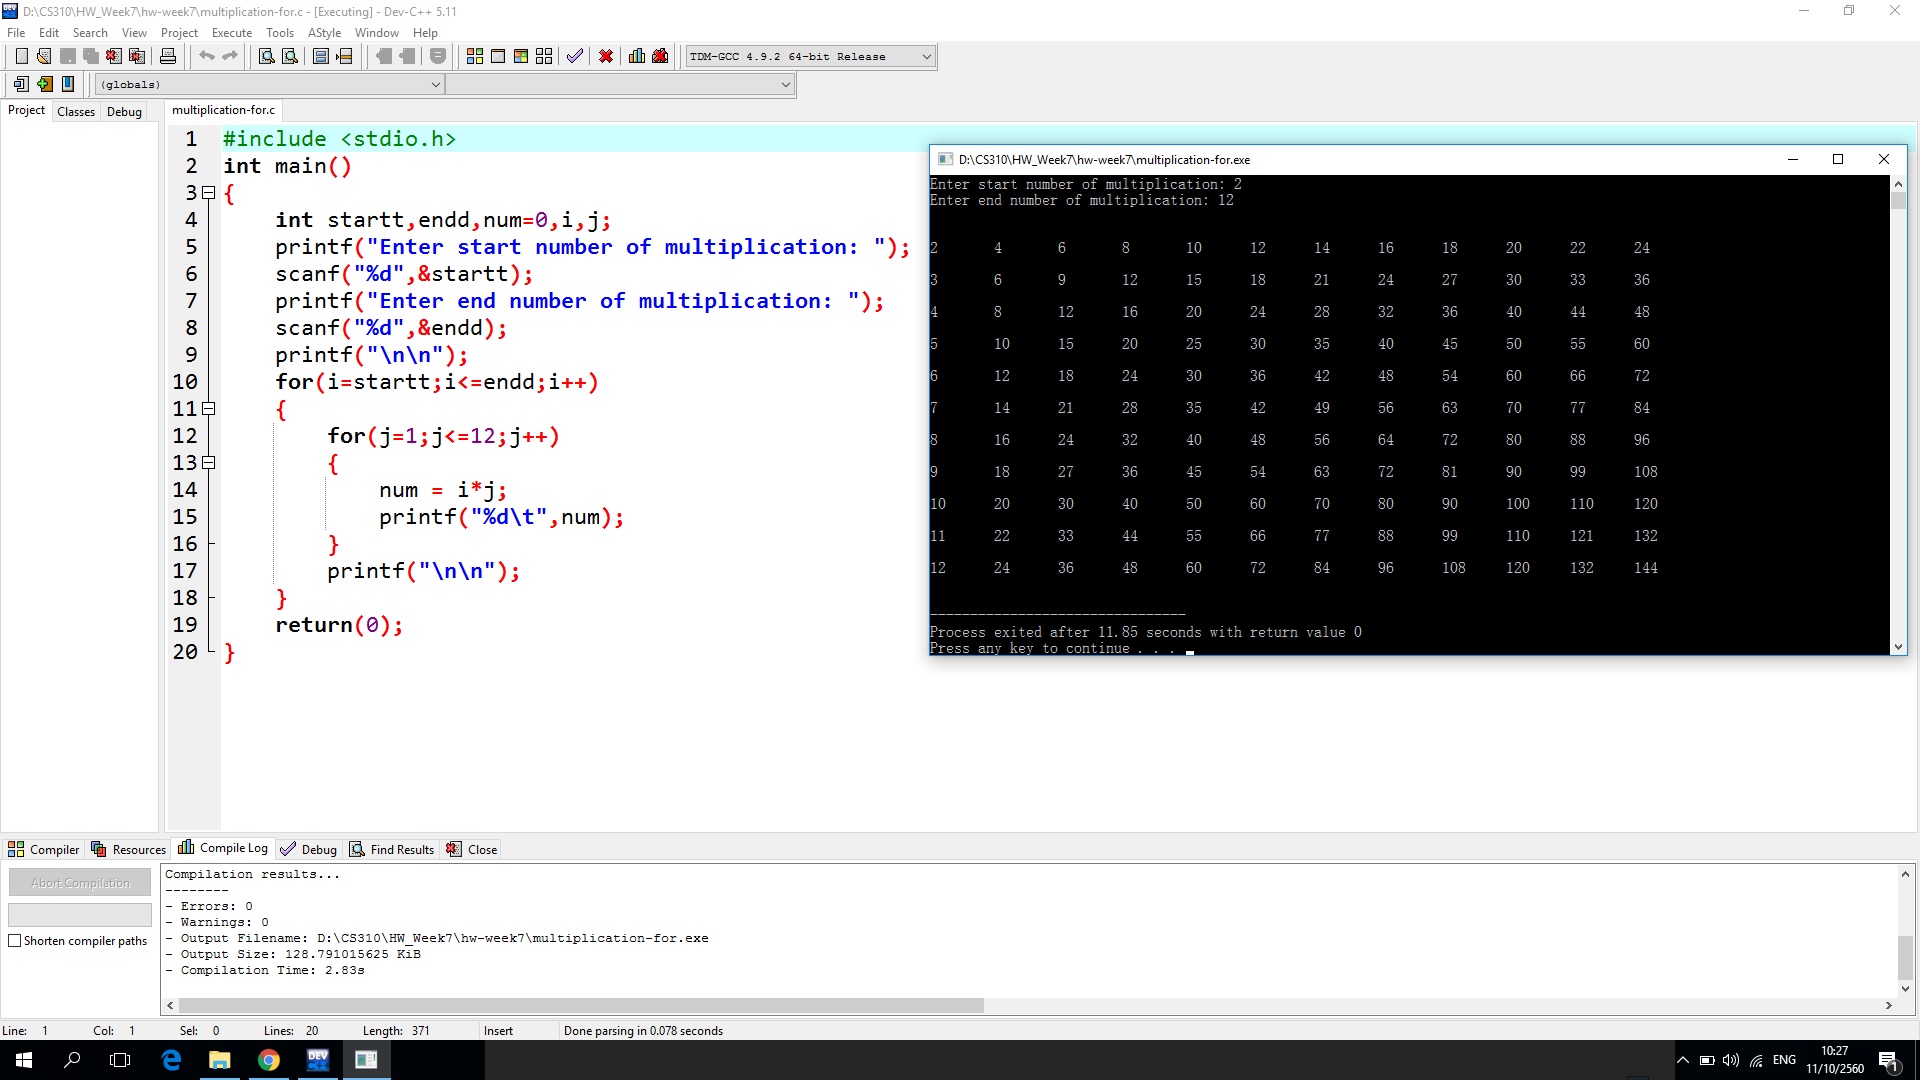 D:\CS310\HW_Week7\hw-week7\multiplication-for.c - [Executing] - Dev-C++ 5.11
File Edit Search View Project Execute Tools AStyle Window Help
TDM-GCC 4.9.2 64-bit Release
(globals)
Project Classes Debug
multiplication-for.c
1 #include <stdio.h>
2 int main()
3 {
4 int startt,endd,num=0,i,j;
5 printf("Enter start number of multiplication: ");
6 scanf("%d",&startt);
7 printf("Enter end number of multiplication: ");
8 scanf("%d",&endd);
9 printf("\n\n");
10 for(i=startt;i<=endd;i++)
11 {
12 for(j=1;j<=12;j++)
13 {
14 num = i*j;
15 printf("%d\t",num);
16 }
17 printf("\n\n");
18 }
19 return(0);
20 }
D:\CS310\HW_Week7\hw-week7\multiplication-for.exe
Enter start number of multiplication: 2
Enter end number of multiplication: 12
2 4 6 8 10 12 14 16 18 20 22 24
3 6 9 12 15 18 21 24 27 30 33 36
4 8 12 16 20 24 28 32 36 40 44 48
5 10 15 20 25 30 35 40 45 50 55 60
6 12 18 24 30 36 42 48 54 60 66 72
7 14 21 28 35 42 49 56 63 70 77 84
8 16 24 32 40 48 56 64 72 80 88 96
9 18 27 36 45 54 63 72 81 90 99 108
10 20 30 40 50 60 70 80 90 100 110 120
11 22 33 44 55 66 77 88 99 110 121 132
12 24 36 48 60 72 84 96 108 120 132 144
--------------------------------
Process exited after 11.85 seconds with return value 0
Press any key to continue . . .
Compiler Resources Compile Log Debug Find Results Close
Abort Compilation
Shorten compiler paths
Compilation results...
--------
- Errors: 0
- Warnings: 0
- Output Filename: D:\CS310\HW_Week7\hw-week7\multiplication-for.exe
- Output Size: 128.791015625 KiB
- Compilation Time: 2.83s
Line: 1 Col: 1 Sel: 0 Lines: 20 Length: 371 Insert Done parsing in 0.078 seconds
DEV C++
ENG
10:27
11/10/2560
1